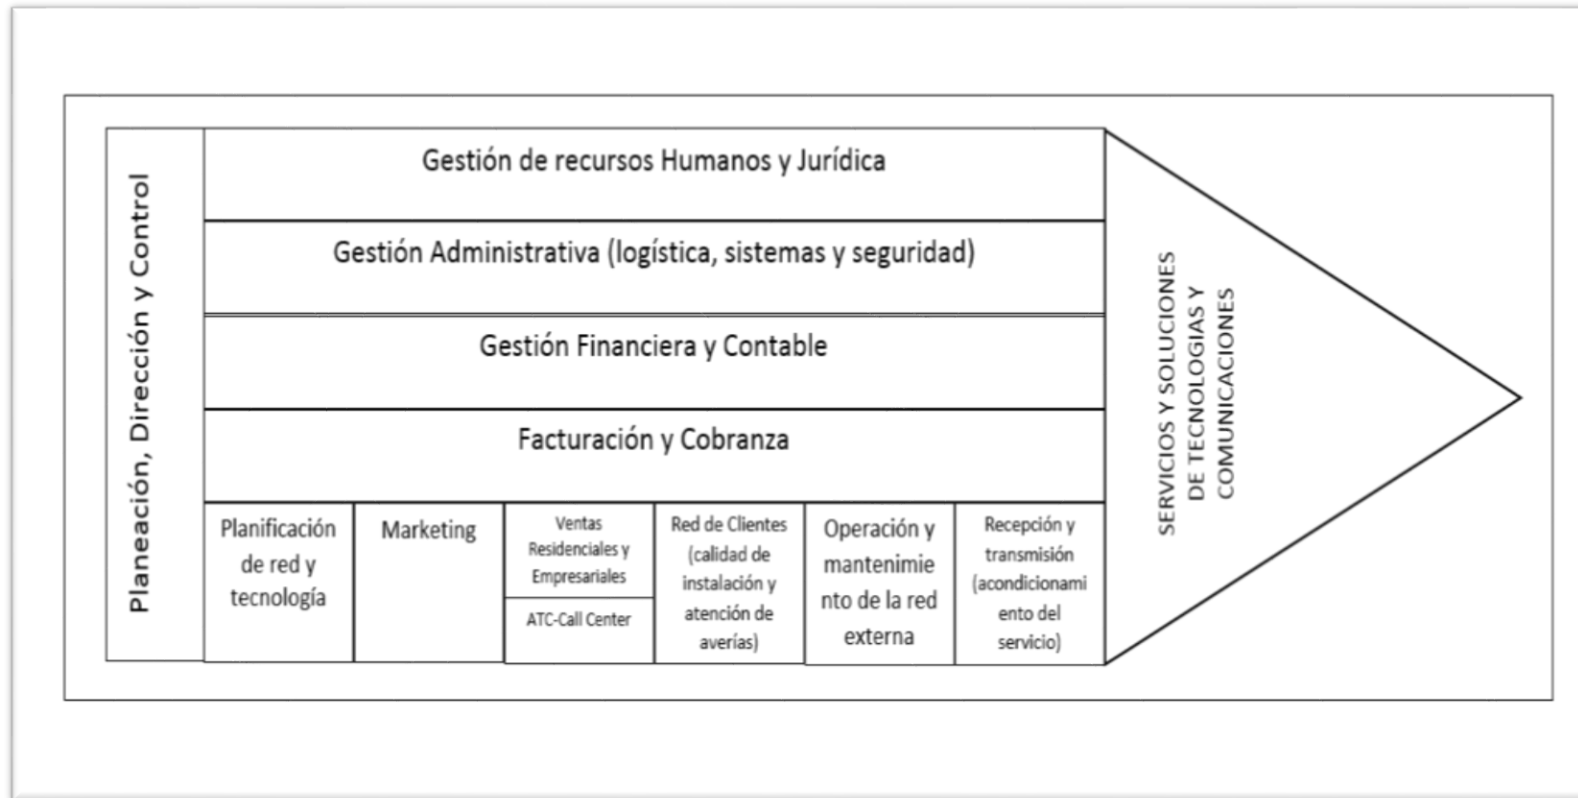 Planeación, Dirección y Control
Gestión de recursos Humanos y Jurídica
Gestión Administrativa (logística, sistemas y seguridad)
Gestión Financiera y Contable
Facturación y Cobranza
Planificación
de red y
tecnología
Marketing
Ventas
Residenciales y
Empresariales
ATC-Call Center
Red de Clientes
(calidad de
instalación y
atención de
averías)
Operación y
mantenimie
nto de la red
externa
Recepción y
transmisión
(acondicionami
ento del
servicio)
SERVICIOS Y SOLUCIONES
DE TECNOLOGIAS Y
COMUNICACIONES